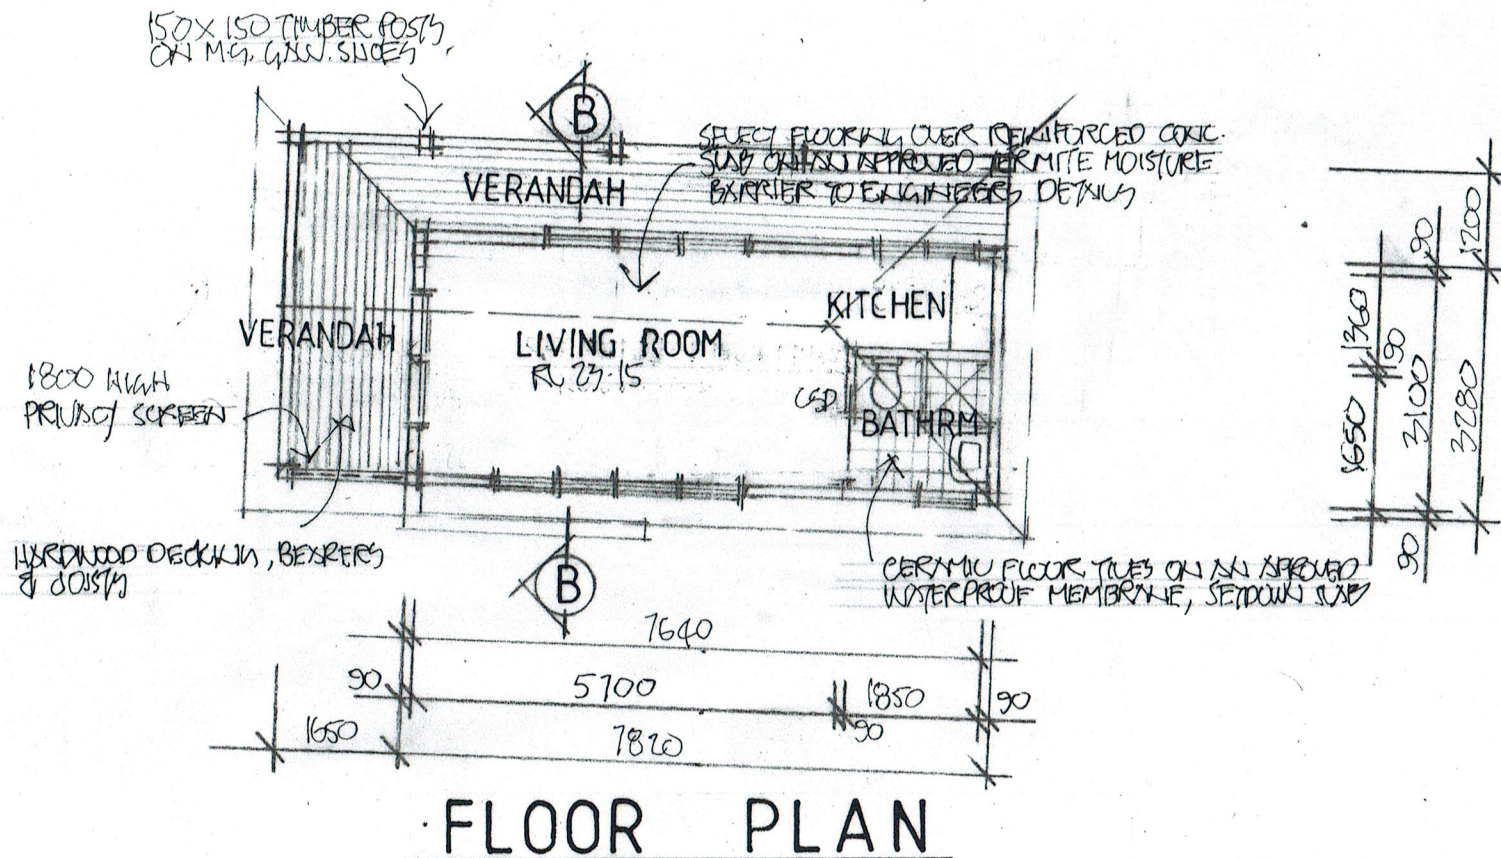 150 X 150 TIMBER POSTS
ON M.S. GALV. SHOES
B
SELECT FLOORING OVER REINFORCED CONC.
SLAB ON AN APPROVED TERMITE MOISTURE
BARRIER TO ENGINEERS DETAILS
VERANDAH
KITCHEN
VERANDAH
LIVING ROOM
RL 23.15
1800 HIGH
PRIVACY SCREEN
CSD
BATHRM
HARDWOOD DECKING, BEARERS
& JOISTS
B
CERAMIC FLOOR TILES ON AN APPROVED
WATERPROOF MEMBRANE, SETDOWN SLAB
90
1200
1360
90
1650
3100
3280
90
7640
90
5700
1850
90
90
1650
7820
FLOOR PLAN